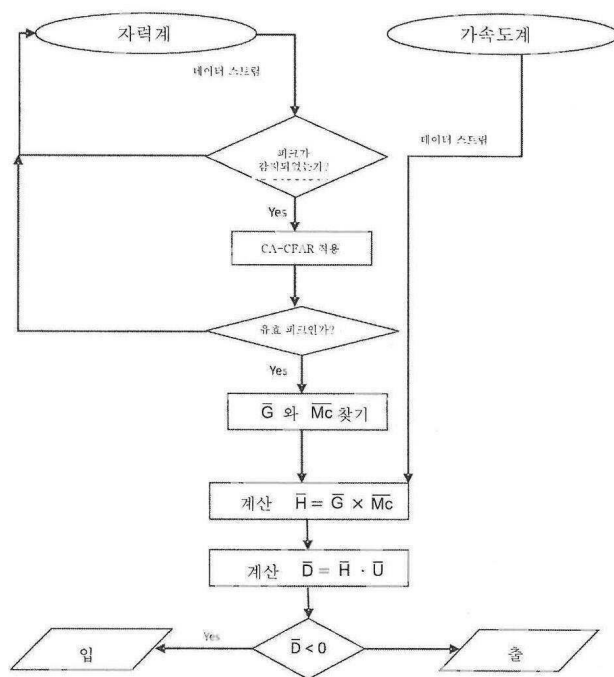 자력계
가속도계
데이터 스트림
데이터 스트림
피크가
감지되었는가?
Yes
CA-CFAR 적용
유효 피크인가?
Yes
G̅ 와 M̅c̅ 찾기
계산 H̅ = G̅ × M̅c̅
계산 D̅ = H̅ · U̅
입
Yes
D̅ < 0
출